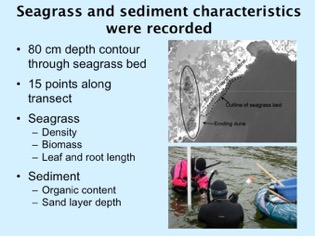 Seagrass and sediment characteristics
were recorded
• 80 cm depth contour
through seagrass bed
• 15 points along
transect
• Seagrass
– Density
– Biomass
– Leaf and root length
• Sediment
– Organic content
– Sand layer depth
Outline of seagrass bed
Eroding dune